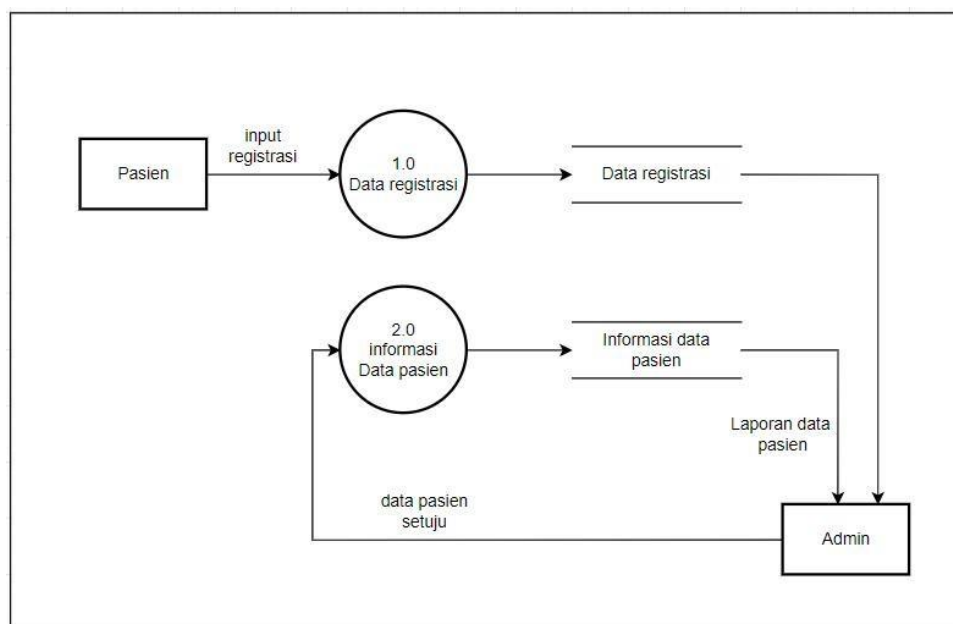 Pasien
input
registrasi
1.0
Data registrasi
Data registrasi
2.0
informasi
Data pasien
Informasi data
pasien
Laporan data
pasien
data pasien
setuju
Admin